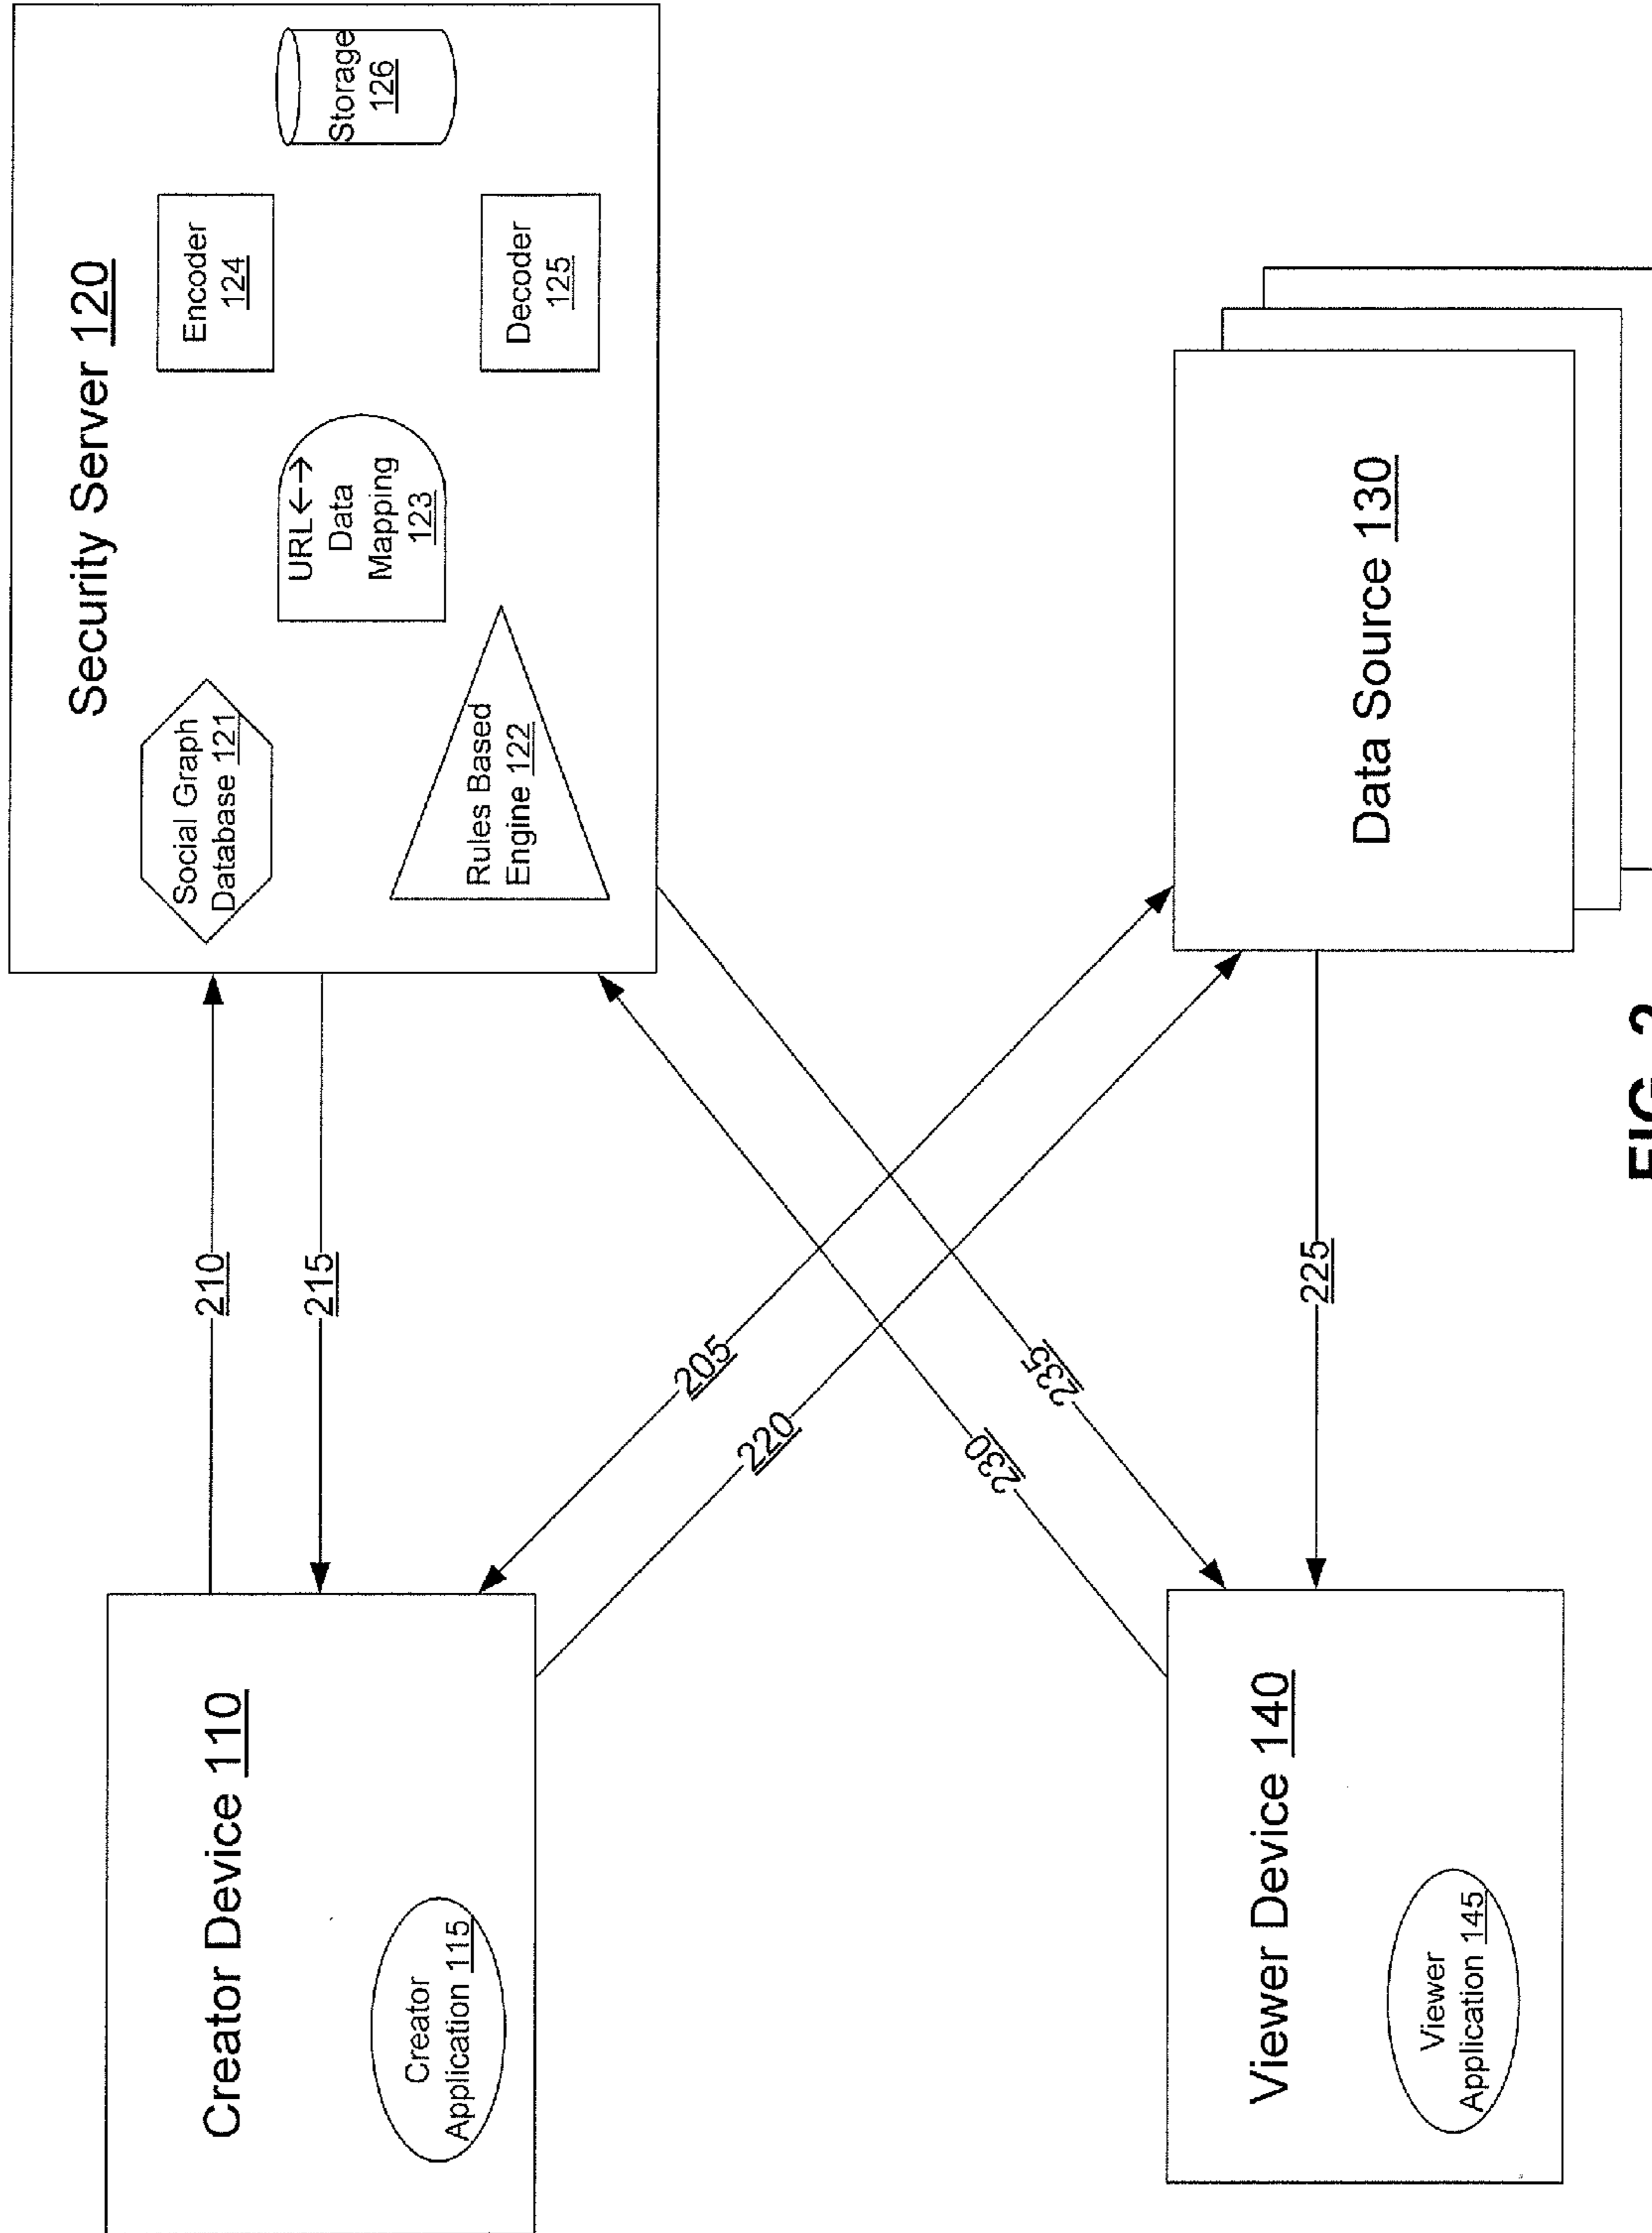 Security Server 120
Social Graph
Database 121
Rules Based
Engine 122
URL↔
Data
Mapping
123
Encoder
124
Decoder
125
Storage
126
210
215
205
220
235
230
225
Creator Device 110
Creator
Application 115
Viewer Device 140
Viewer
Application 145
Data Source 130
FIG. 2